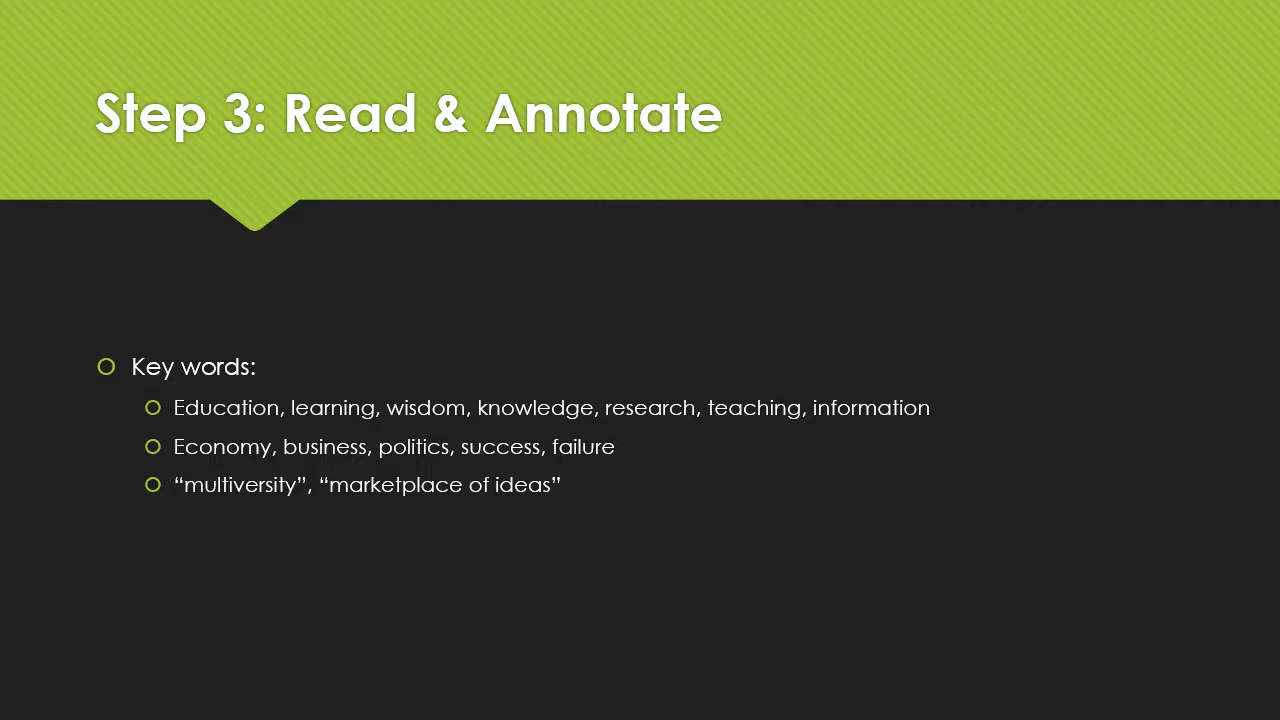 Step 3: Read & Annotate
Key words:
Education, learning, wisdom, knowledge, research, teaching, information
Economy, business, politics, success, failure
“multiversity”, “marketplace of ideas”